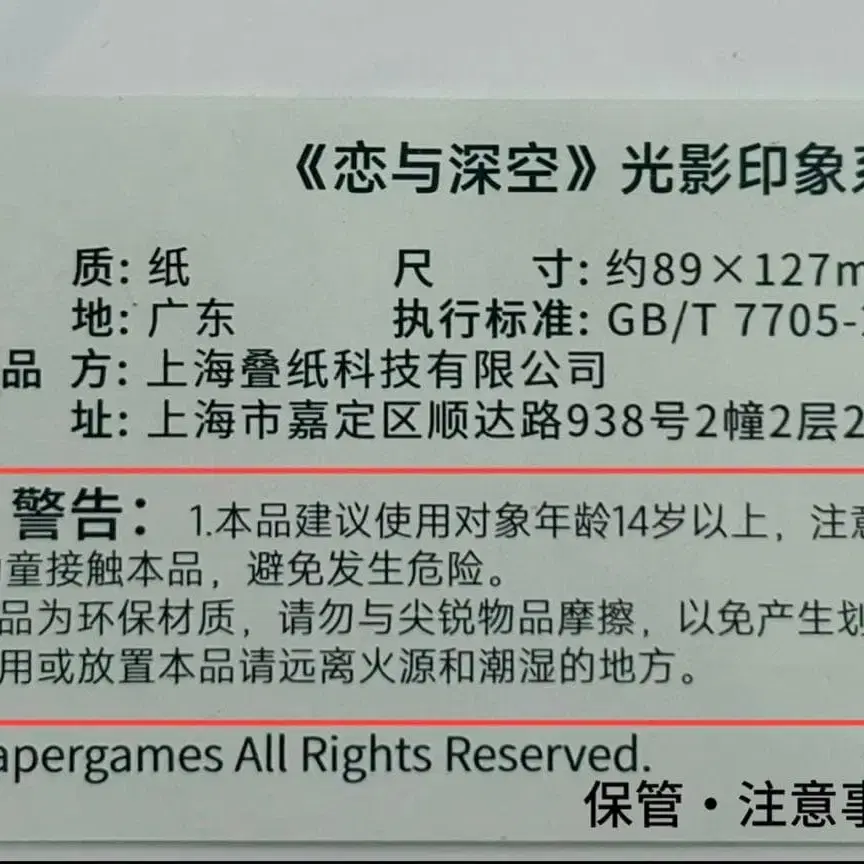 《恋与深空》光影印象
质：纸 尺 寸：约89×127m
地：广东 执行标准：GB/T 7705-
品 方：上海叠纸科技有限公司
址：上海市嘉定区顺达路938号2幢2层2
警告： 1.本品建议使用对象年龄14岁以上，注意
童接触本品，避免发生危险。
品为环保材质，请勿与尖锐物品摩擦，以免产生划
用或放置本品请远离火源和潮湿的地方。
apergames All Rights Reserved.
保管·注意事